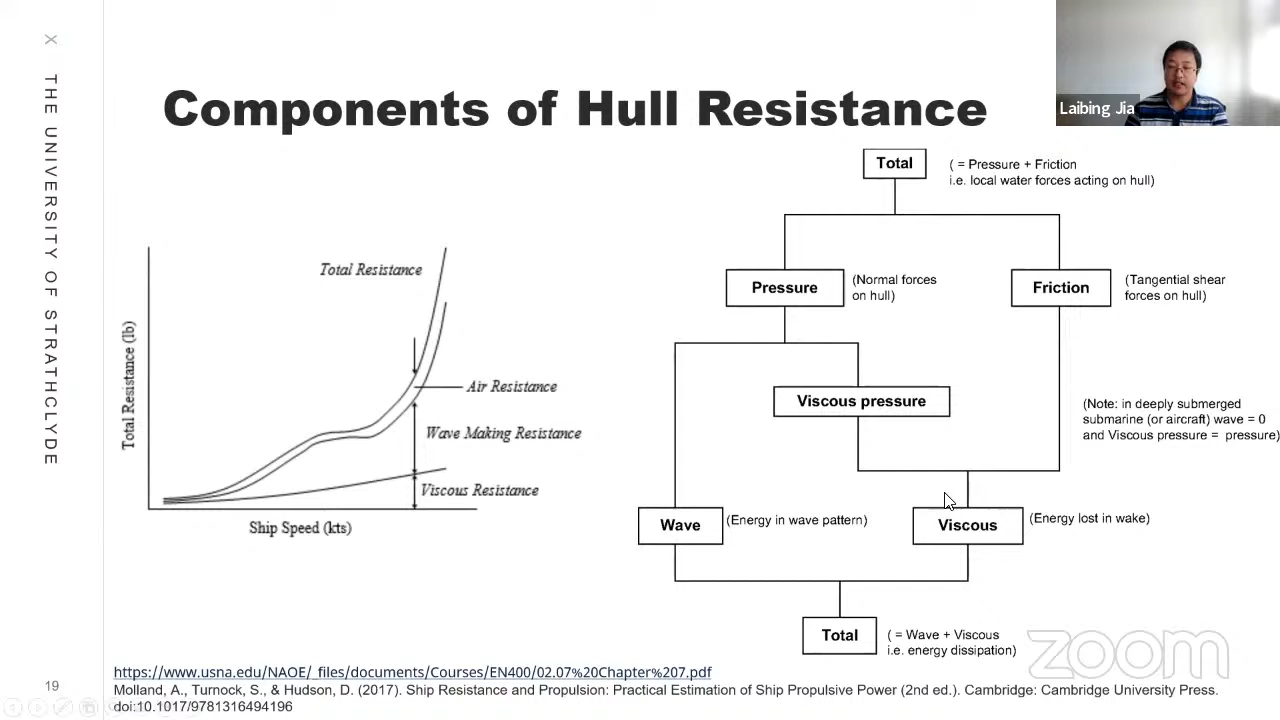 X THE UNIVERSITY OF STRATHCLYDE
Components of Hull Resistance
Laibing Jia
Total Resistance (lb)
Total Resistance
Air Resistance
Wave Making Resistance
Viscous Resistance
Ship Speed (kts)
Total
( = Pressure + Friction
i.e. local water forces acting on hull)
Pressure
(Normal forces
on hull)
Friction
(Tangential shear
forces on hull)
Viscous pressure
(Note: in deeply submerged
submarine (or aircraft) wave = 0
and Viscous pressure = pressure)
Wave
(Energy in wave pattern)
Viscous
(Energy lost in wake)
Total
( = Wave + Viscous
i.e. energy dissipation)
zoom
https://www.usna.edu/NAOE/_files/documents/Courses/EN400/02.07%20Chapter%207.pdf
Molland, A., Turnock, S., & Hudson, D. (2017). Ship Resistance and Propulsion: Practical Estimation of Ship Propulsive Power (2nd ed.). Cambridge: Cambridge University Press.
doi:10.1017/9781316494196
19